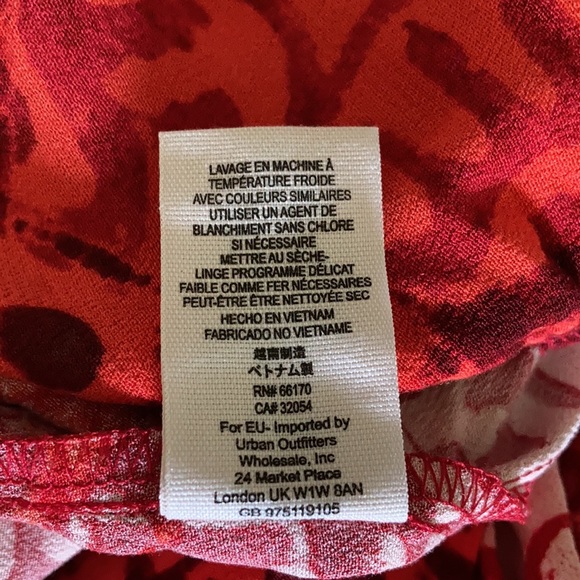 LAVAGE EN MACHINE À
TEMPÉRATURE FROIDE
AVEC COULEURS SIMILAIRES
UTILISER UN AGENT DE
BLANCHIMENT SANS CHLORE
SI NÉCESSAIRE
METTRE AU SÈCHE-
LINGE PROGRAMME DÉLICAT
FAIBLE COMME FER NÉCESSAIRES
PEUT-ÊTRE ÊTRE NETTOYÉE SEC
HECHO EN VIETNAM
FABRICADO NO VIETNAME
越南制造
ベトナム製
RN# 66170
CA# 32054
For EU- Imported by
Urban Outfitters
Wholesale, Inc
24 Market Place
London UK W1W 8AN
GB 975119105